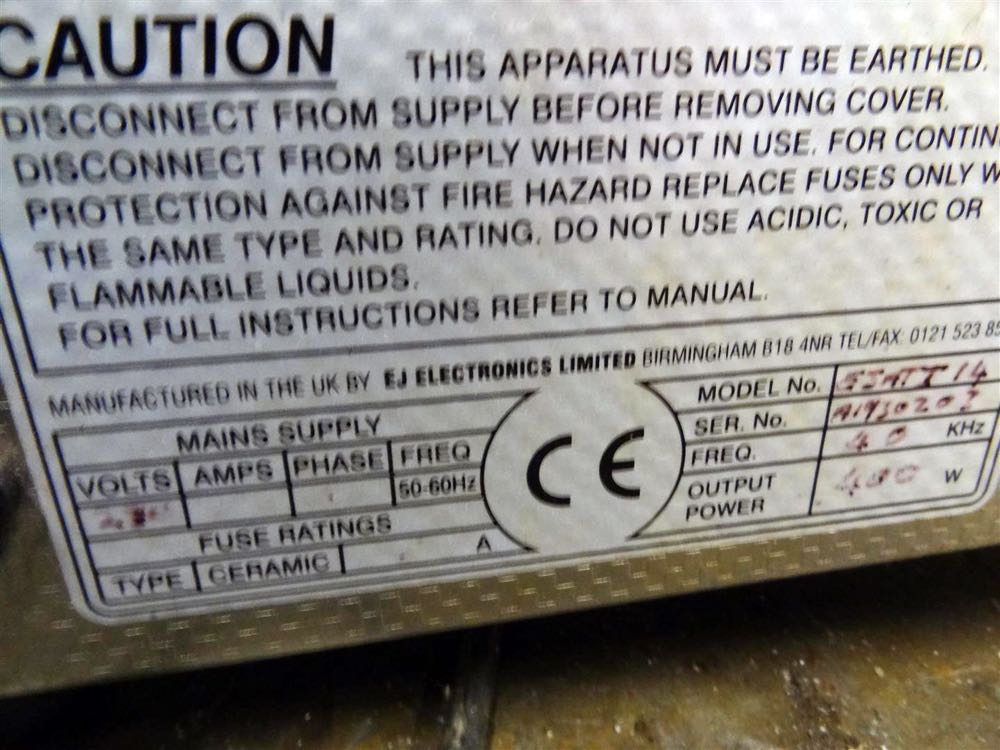 CAUTION THIS APPARATUS MUST BE EARTHED.
DISCONNECT FROM SUPPLY BEFORE REMOVING COVER.
DISCONNECT FROM SUPPLY WHEN NOT IN USE. FOR CONTIN
PROTECTION AGAINST FIRE HAZARD REPLACE FUSES ONLY W
THE SAME TYPE AND RATING. DO NOT USE ACIDIC, TOXIC OR
FLAMMABLE LIQUIDS.
FOR FULL INSTRUCTIONS REFER TO MANUAL.
MANUFACTURED IN THE UK BY EJ ELECTRONICS LIMITED BIRMINGHAM B18 4NR TEL/FAX: 0121 523 85
MAINS SUPPLY
VOLTS AMPS PHASE FREQ
50-60Hz
FUSE RATINGS
TYPE CERAMIC A
CE
MODEL No.
SER. No.
FREQ. 40 KHz
OUTPUT POWER W